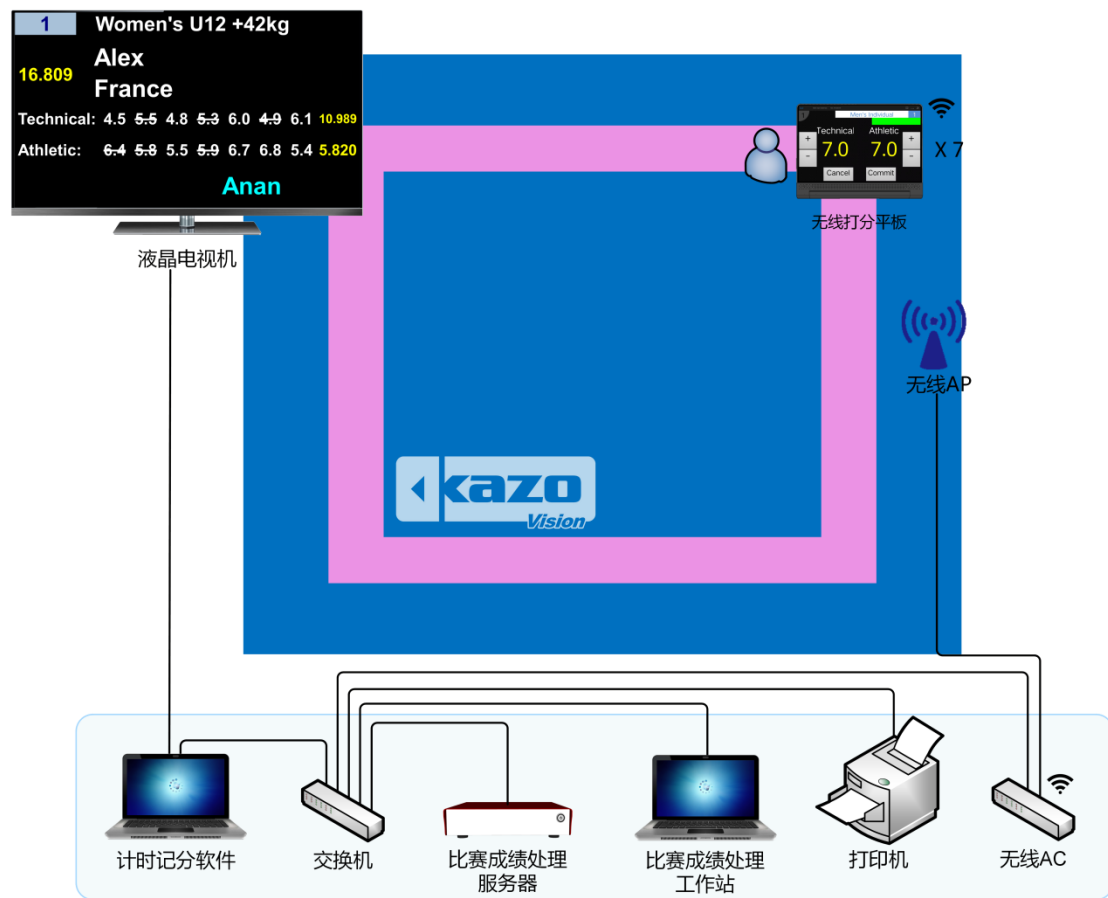 1 Women's U12 +42kg
16.809
Alex
France
Technical: 4.5 5.5 4.8 5.3 6.0 4.9 6.1 10.989
Athletic: 6.4 5.8 5.5 5.9 6.7 6.8 5.4 5.820
Anan
液晶电视机
1 Men's Individual 1
Technical Athletic
+ 7.0 7.0 +
- -
Cancel Commit
X 7
无线打分平板
无线AP
kazo
Vision
计时记分软件
交换机
比赛成绩处理
服务器
比赛成绩处理
工作站
打印机
无线AC